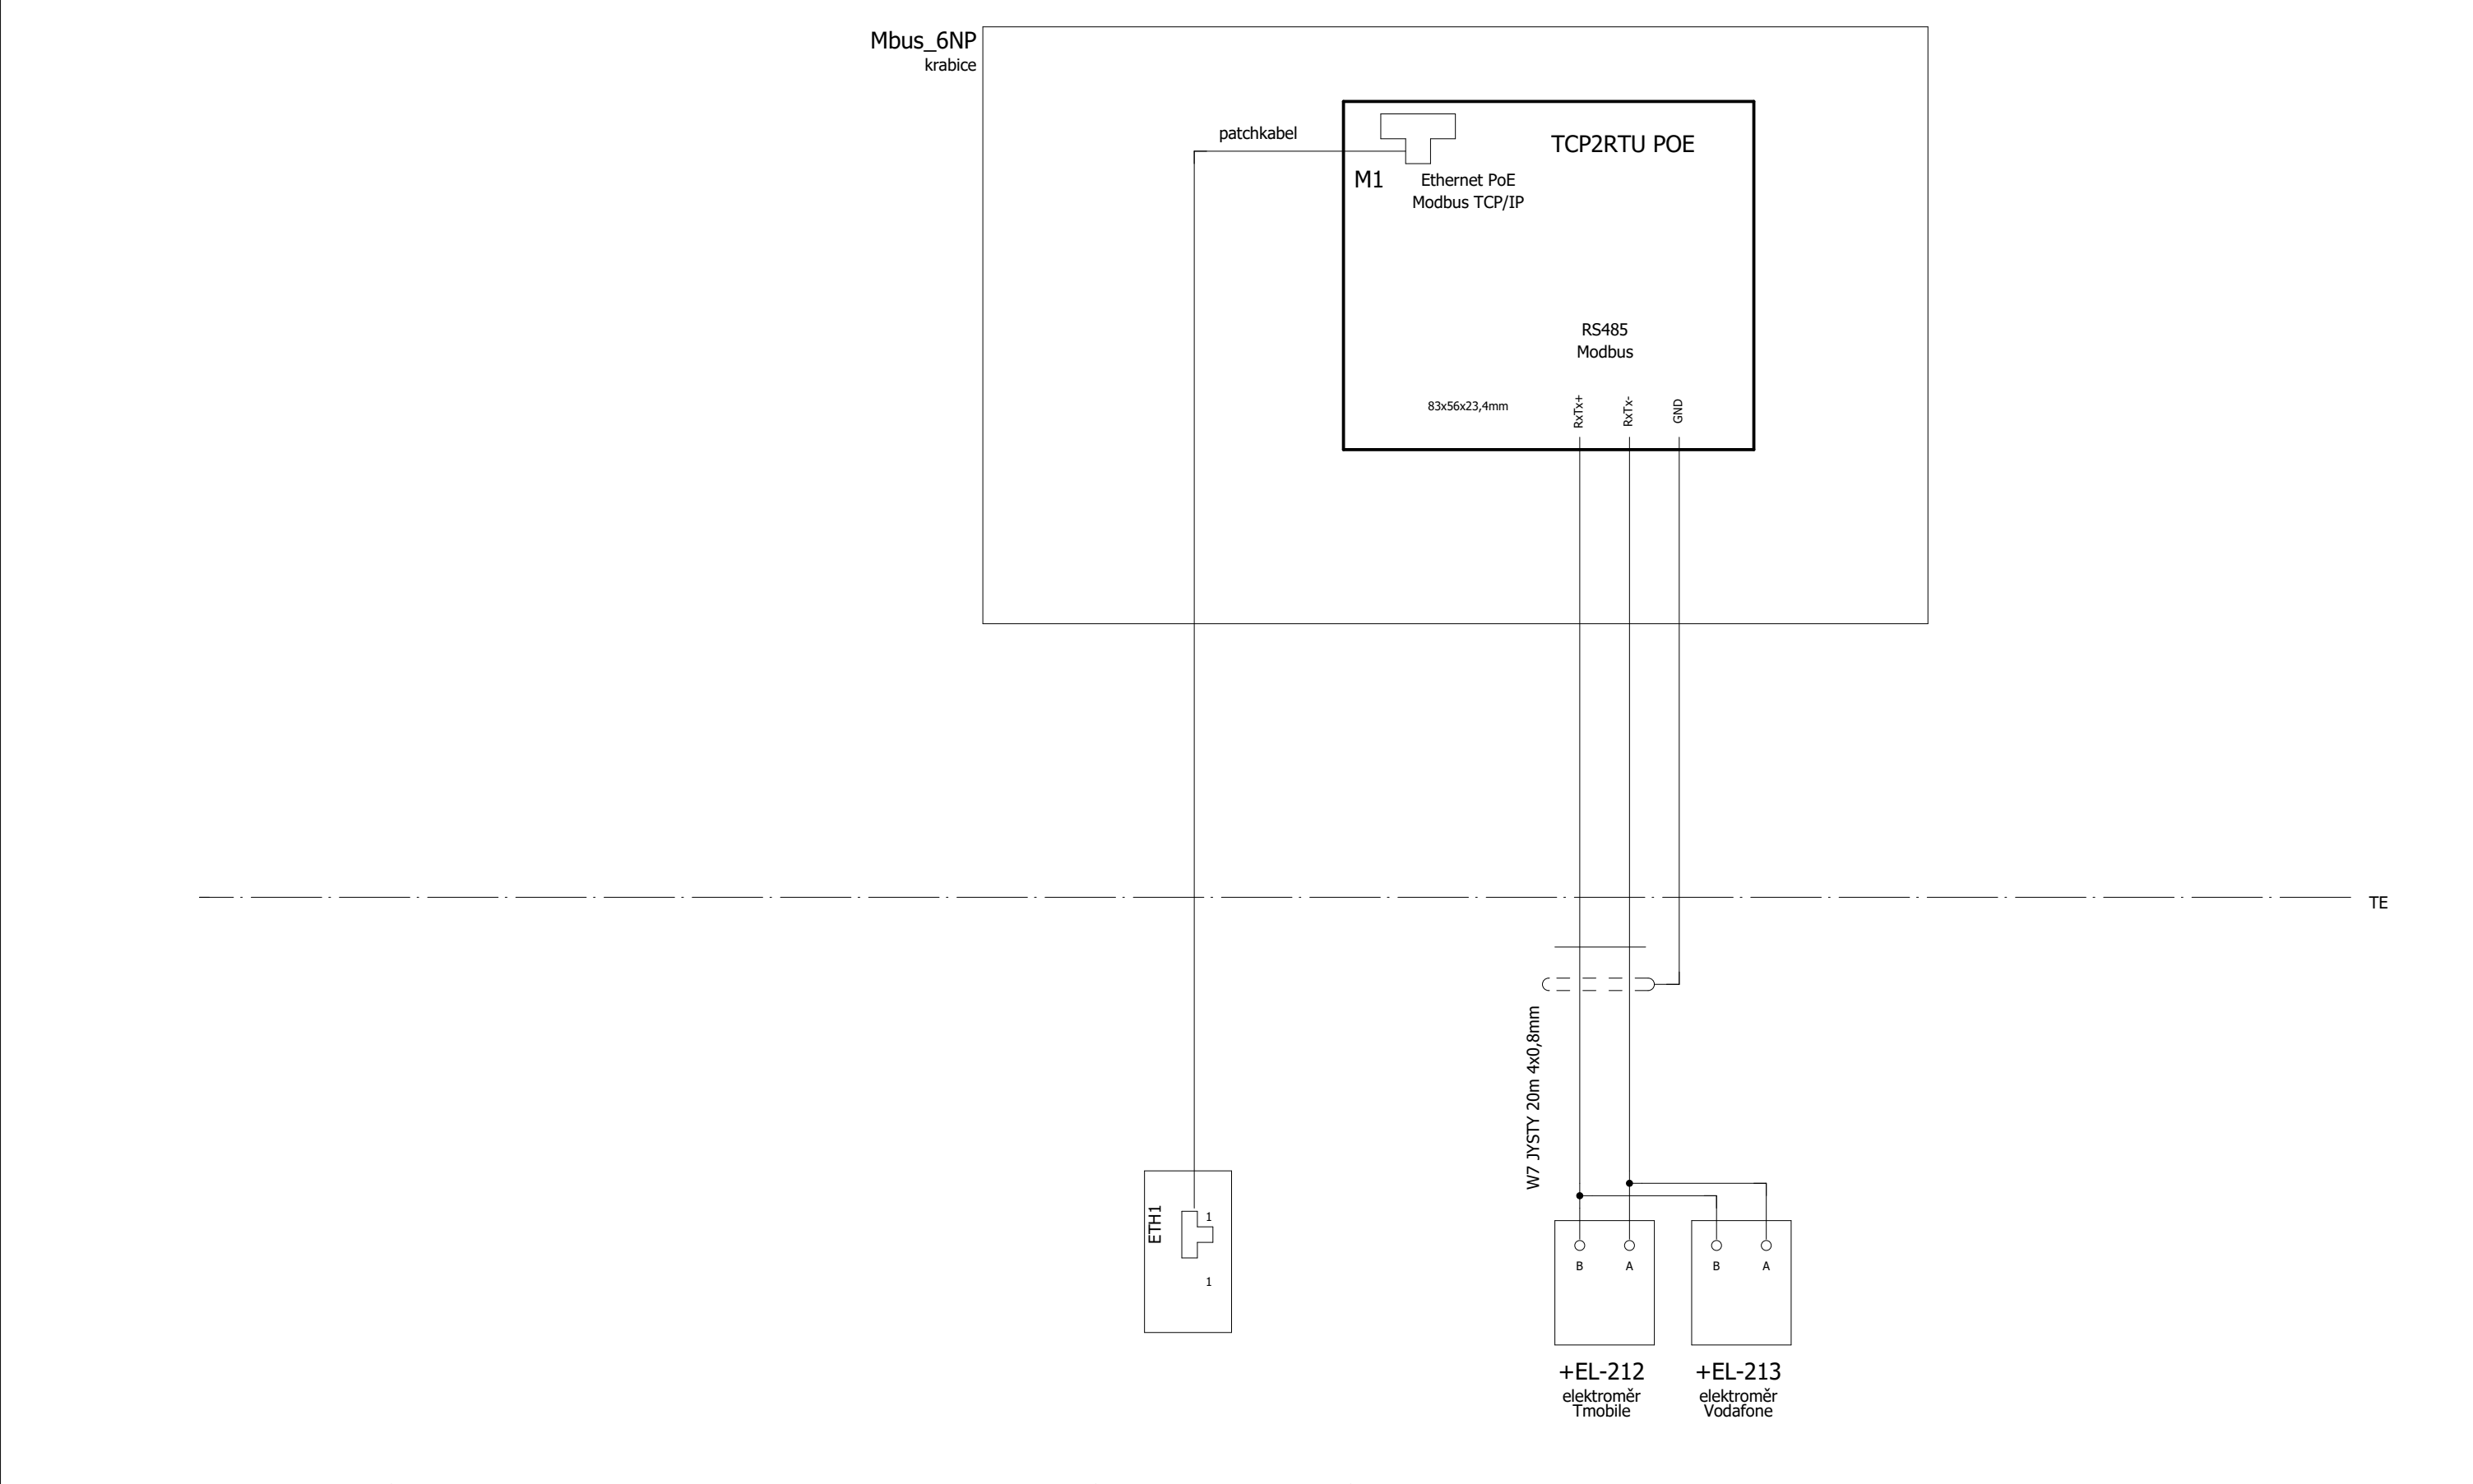 Mbus_6NP
krabice
patchkabel
TCP2RTU POE
M1
Ethernet PoE
Modbus TCP/IP
RS485
Modbus
83x56x23,4mm
RxTx+
RxTx-
GND
TE
W7 JYSTY 20m 4x0,8mm
ETH1
1
1
B
A
B
A
+EL-212
elektroměr
Tmobile
+EL-213
elektroměr
Vodafone